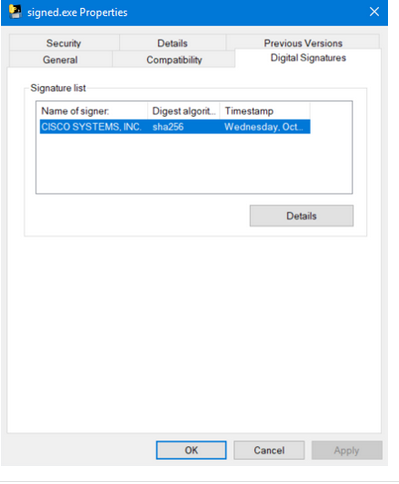 signed.exe Properties
Security Details Previous Versions
General Compatibility Digital Signatures
Signature list
Name of signer: Digest algorit... Timestamp
CISCO SYSTEMS, INC. sha256 Wednesday, Oct...
Details
OK Cancel Apply